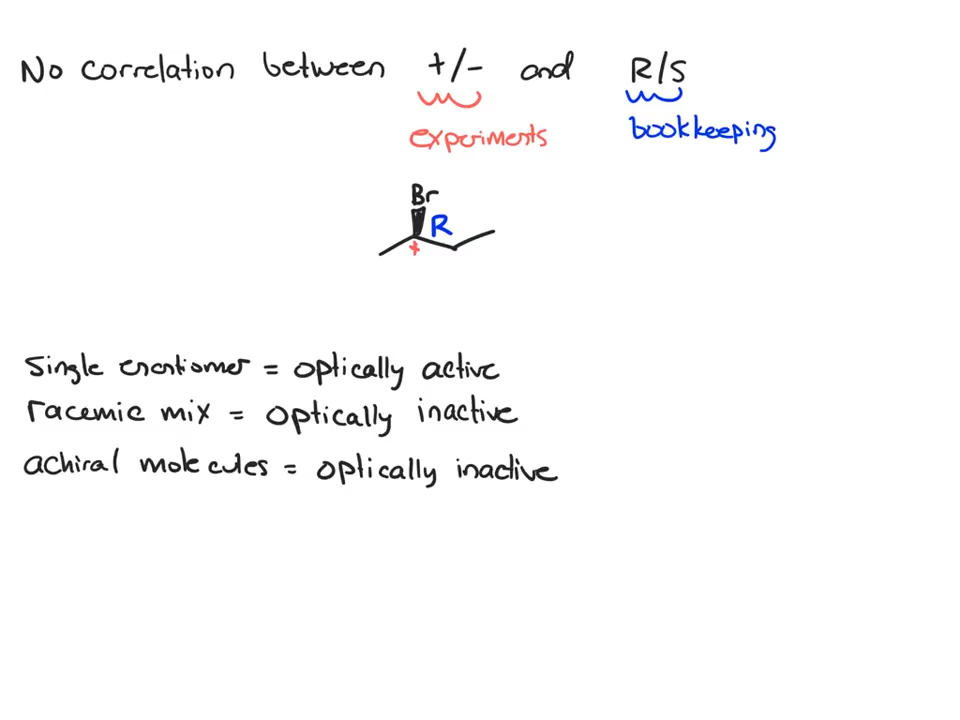 No correlation between +/- and R/S
experiments
bookkeeping
Br
R
*
Single enantiomer = optically active
racemic mix = optically inactive
achiral molecules = optically inactive